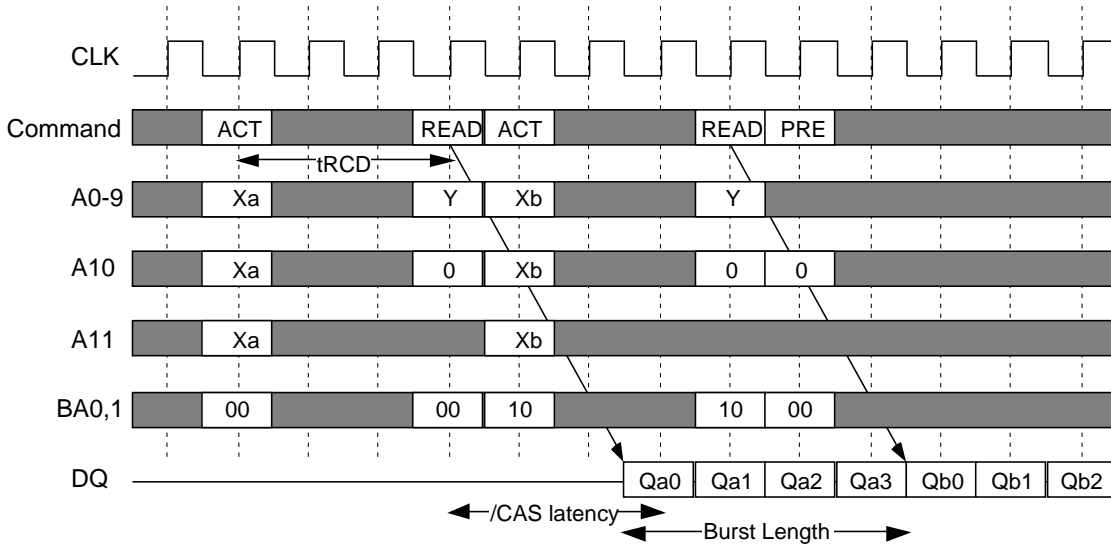 CLK
Command ACT READ ACT READ PRE
tRCD
A0-9 Xa Y Xb Y
A10 Xa 0 Xb 0 0
A11 Xa Xb
BA0,1 00 00 10 10 00
DQ Qa0 Qa1 Qa2 Qa3 Qb0 Qb1 Qb2
/CAS latency
Burst Length